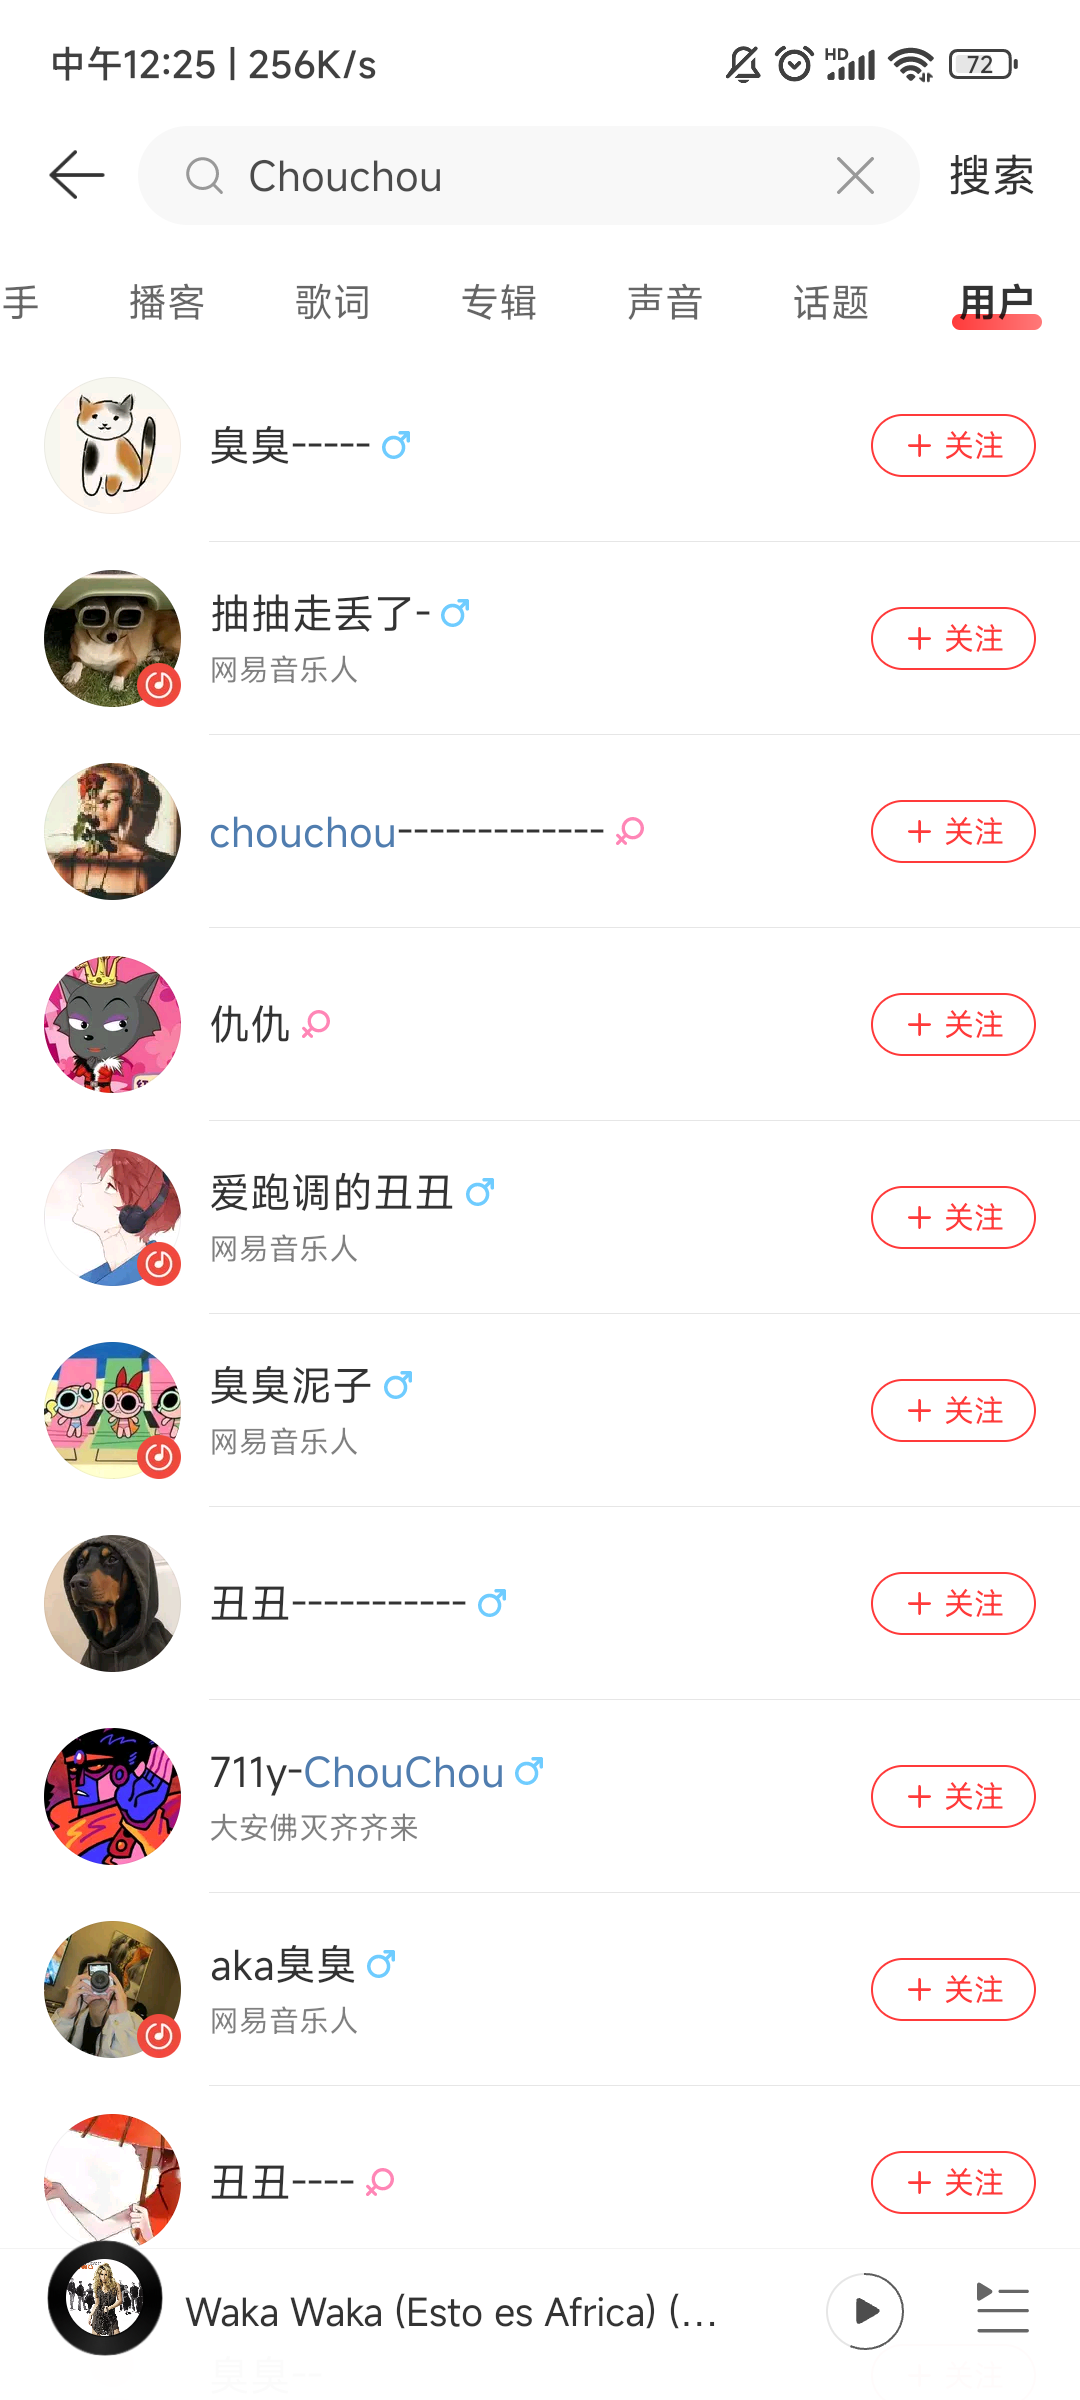 中午12:25 | 256K/s
HD
72
Chouchou
搜索
手 播客 歌词 专辑 声音 话题 用户
臭臭-----
关注
抽抽走丢了-
网易音乐人
关注
chouchou-------------
关注
仇仇
关注
爱跑调的丑丑
网易音乐人
关注
臭臭泥子
网易音乐人
关注
丑丑-----------
关注
711y-ChouChou
大安佛灭齐齐来
关注
aka臭臭
网易音乐人
关注
丑丑----
关注
Waka Waka (Esto es Africa) (...
臭臭--